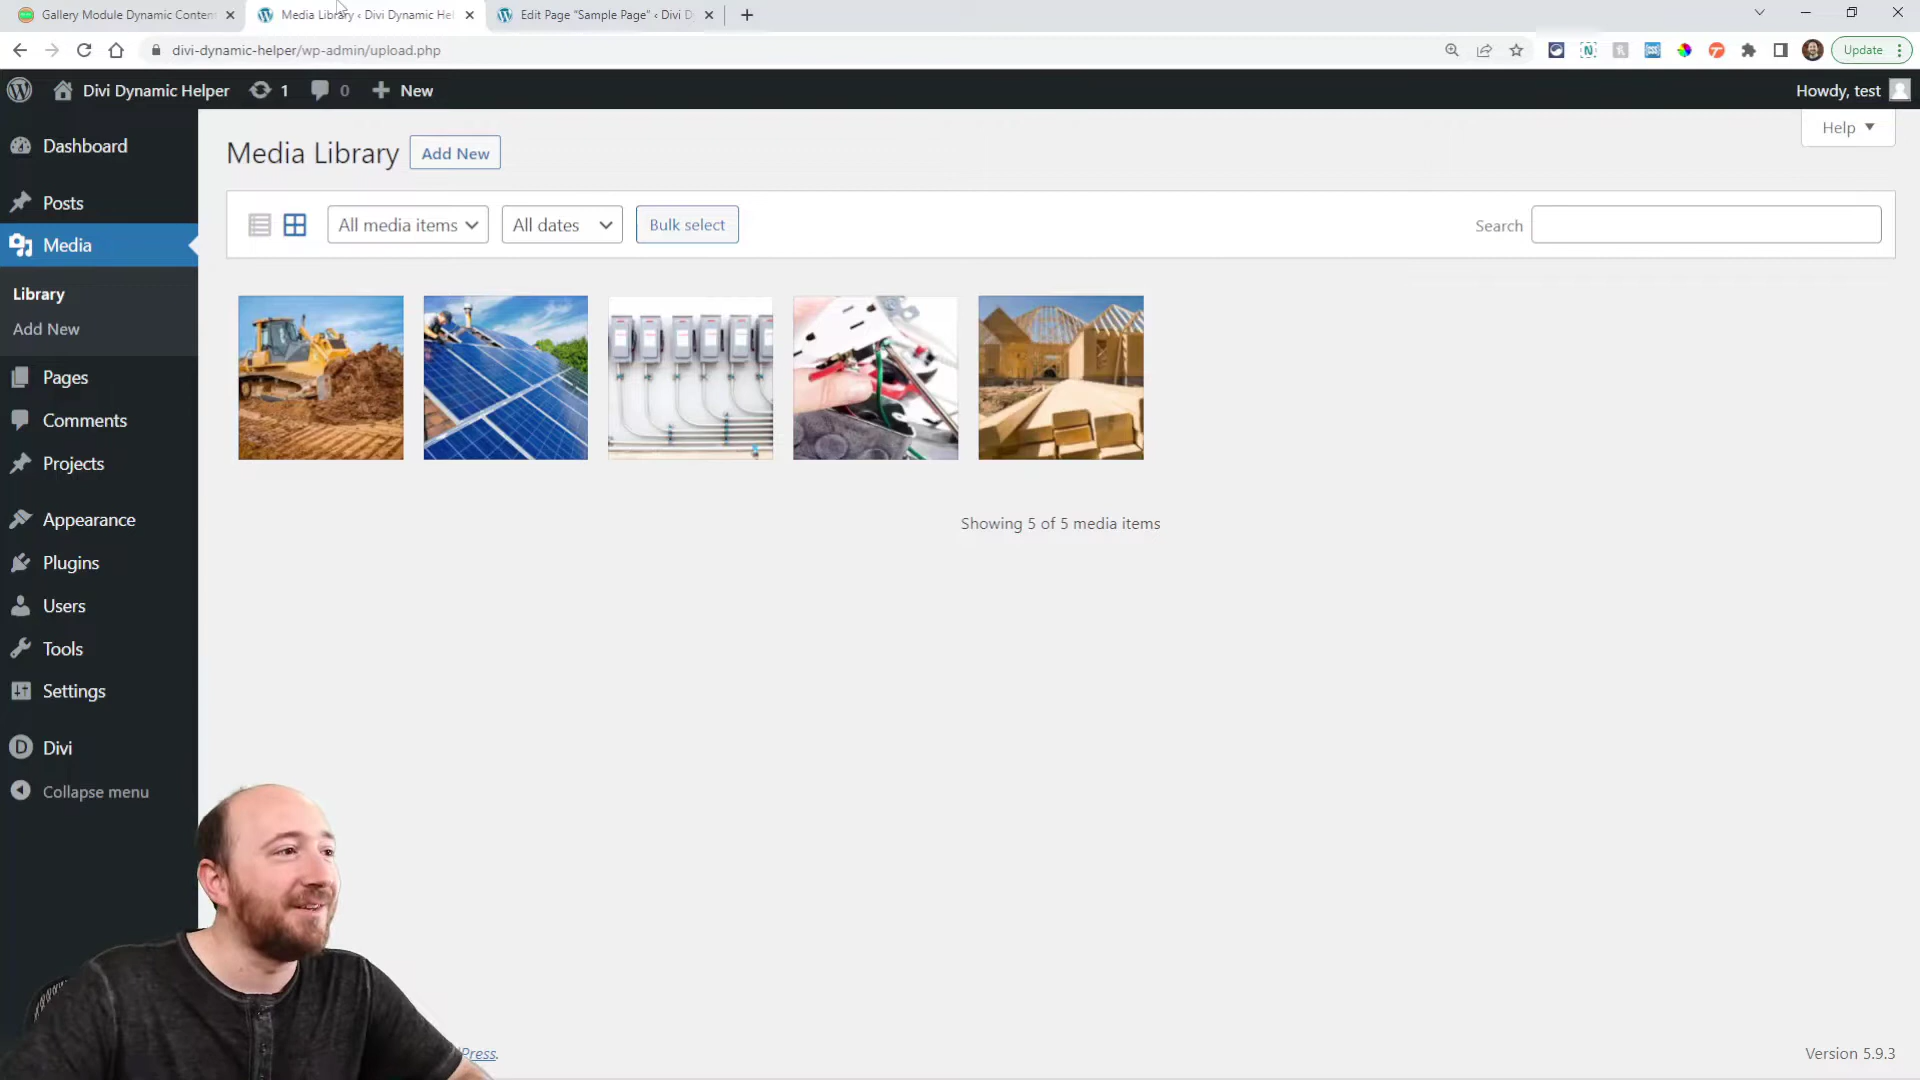 Gallery Module Dynamic Conten
Media Library ‹ Divi Dynamic Hel
Edit Page "Sample Page" ‹ Divi D
divi-dynamic-helper/wp-admin/upload.php
Update
Divi Dynamic Helper
1
0
New
Howdy, test
Help
Dashboard
Posts
Media
Library
Add New
Pages
Comments
Projects
Appearance
Plugins
Users
Tools
Settings
Divi
Collapse menu
Media Library
Add New
All media items
All dates
Bulk select
Search
Showing 5 of 5 media items
Press.
Version 5.9.3